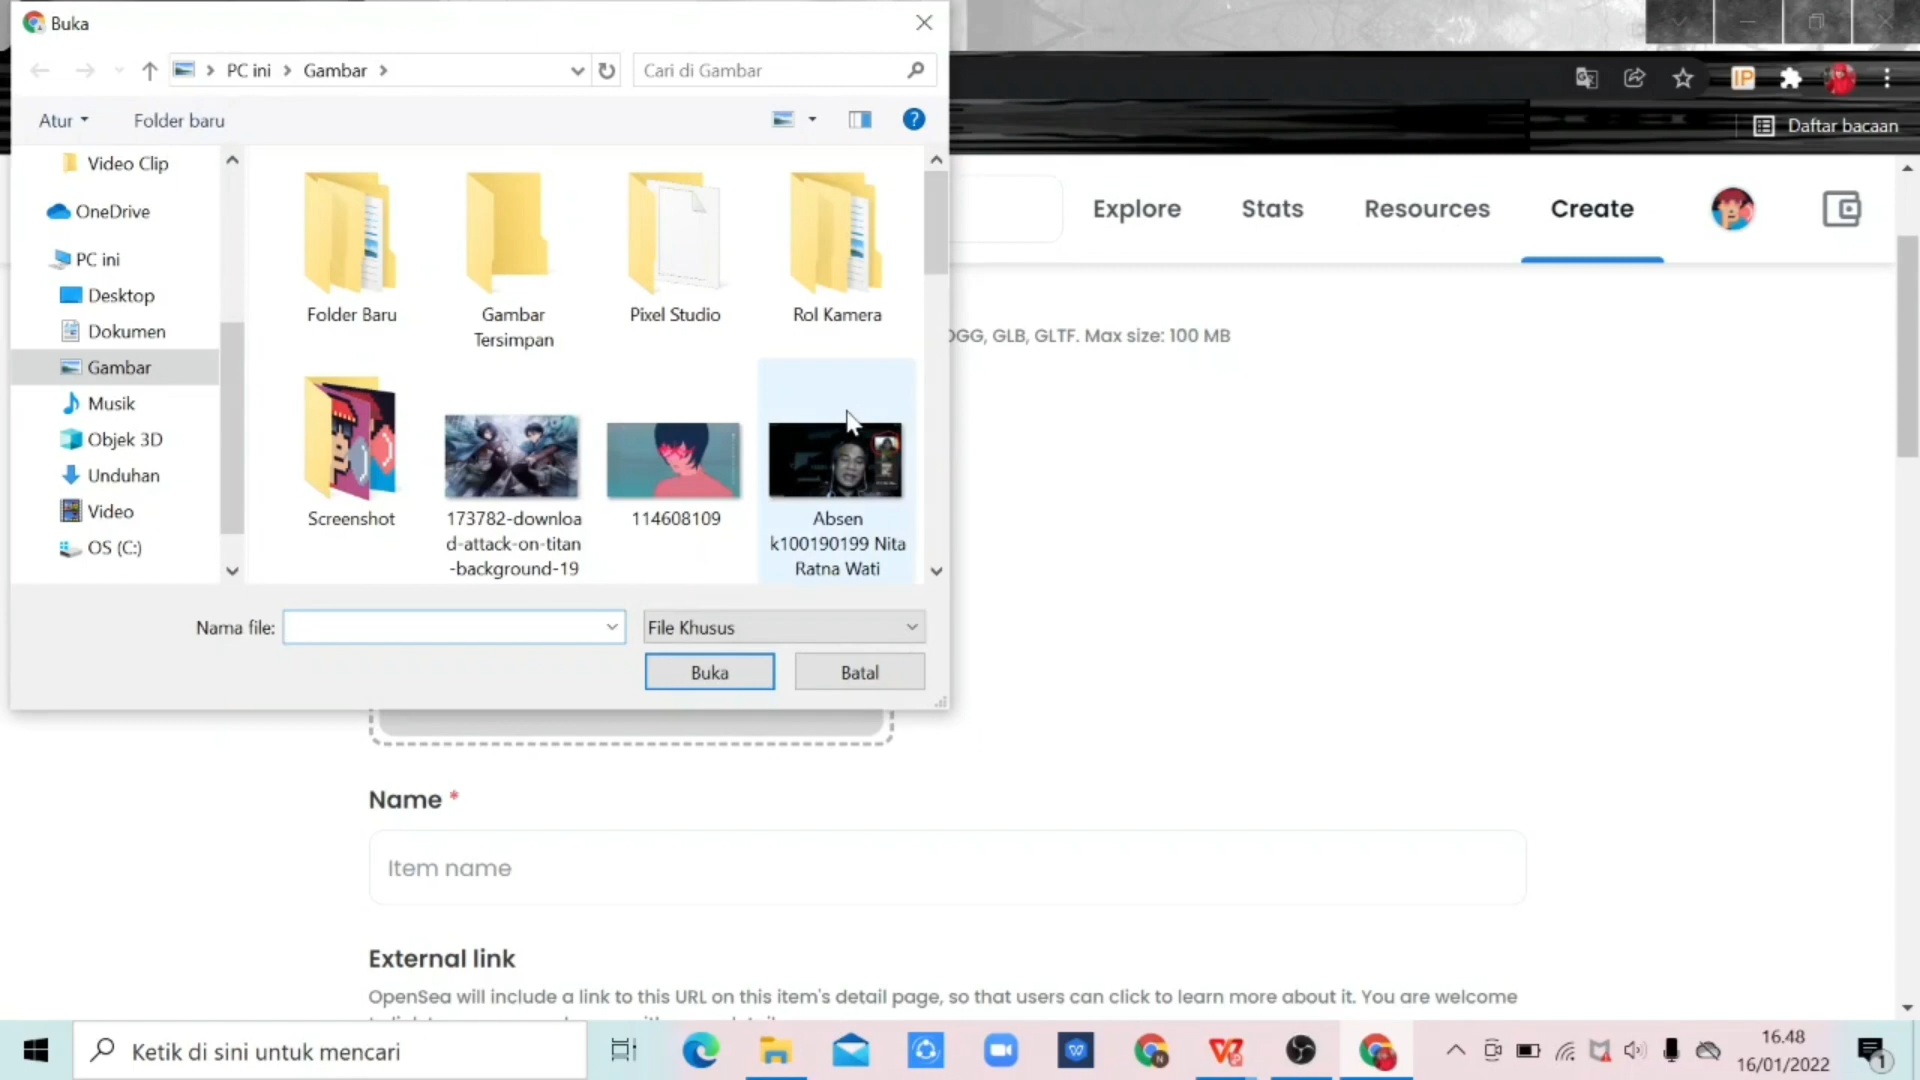 Buka
PC ini
Gambar
Cari di Gambar
Atur
Folder baru
IP
Daftar bacaan
Video Clip
OneDrive
PC ini
Desktop
Dokumen
Gambar
Musik
Objek 3D
Unduhan
Video
OS (C:)
Folder Baru
Gambar
Tersimpan
Pixel Studio
Rol Kamera
Screenshot
173782-downloa
d-attack-on-titan
-background-19
114608109
Absen
k100190199 Nita
Ratna Wati
Nama file:
File Khusus
Buka
Batal
Explore
Stats
Resources
Create
OGG, GLB, GLTF. Max size: 100 MB
Name *
Item name
External link
OpenSea will include a link to this URL on this item's detail page, so that users can click to learn more about it. You are welcome
Ketik di sini untuk mencari
N
16.48
16/01/2022
1